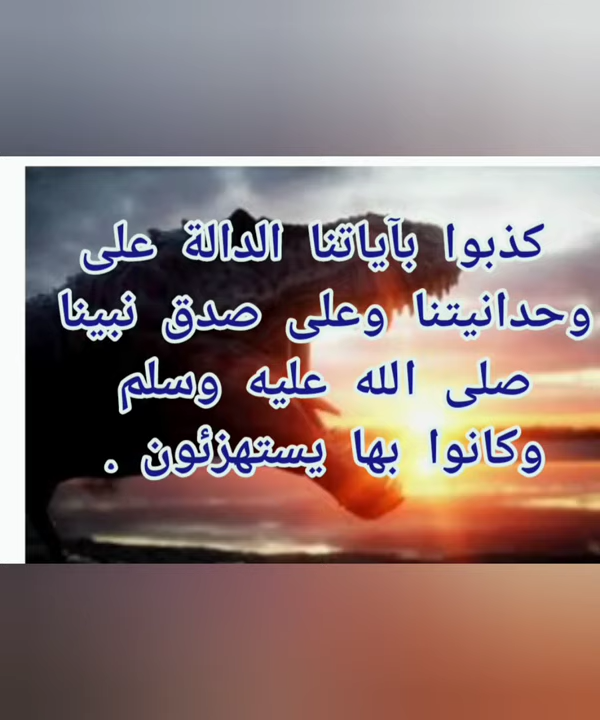 كذبوا بآياتنا الدالة على
وحدانيتنا وعلى صدق نبينا
صلى الله عليه وسلم
وكانوا بها يستهزئون .